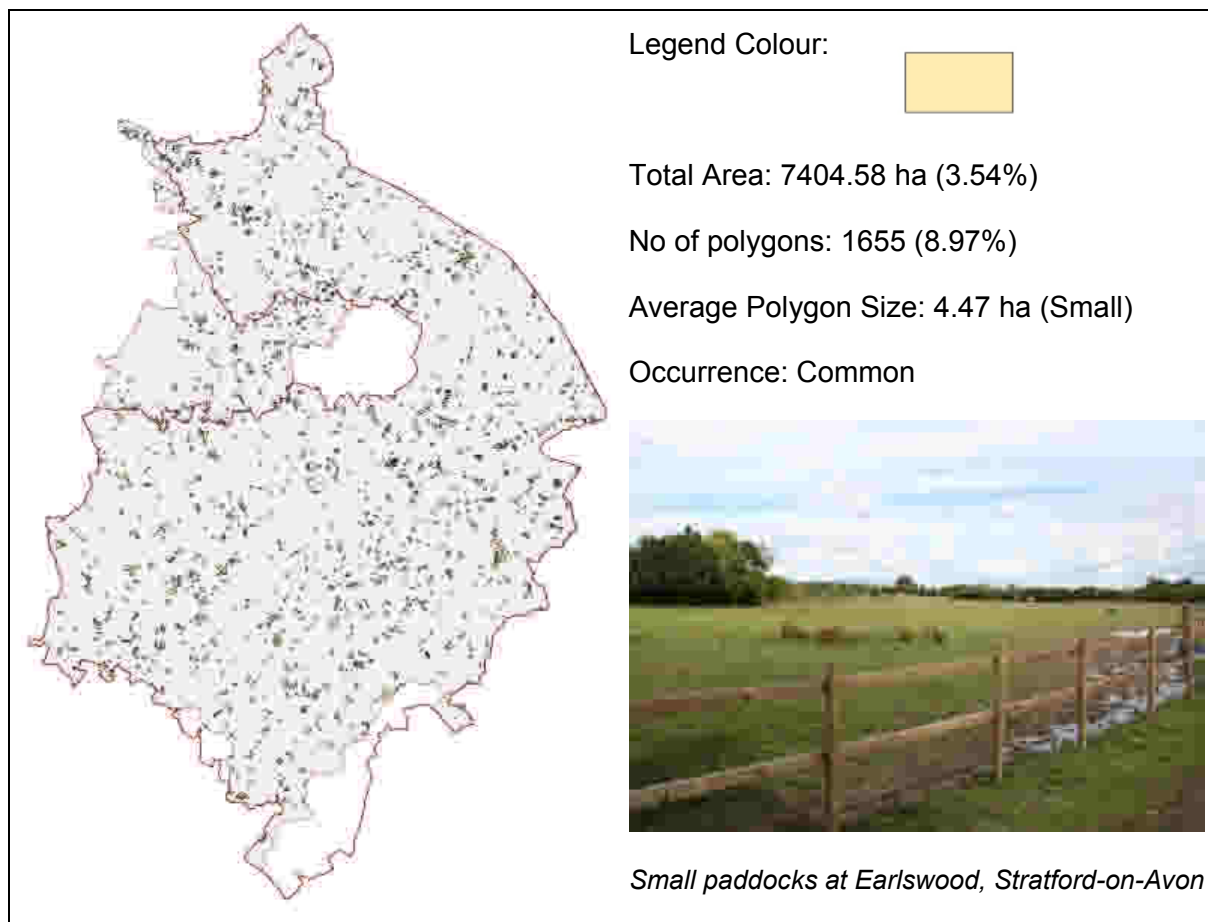 Legend Colour:
Total Area: 7404.58 ha (3.54%)
No of polygons: 1655 (8.97%)
Average Polygon Size: 4.47 ha (Small)
Occurrence: Common
Small paddocks at Earlswood, Stratford-on-Avon